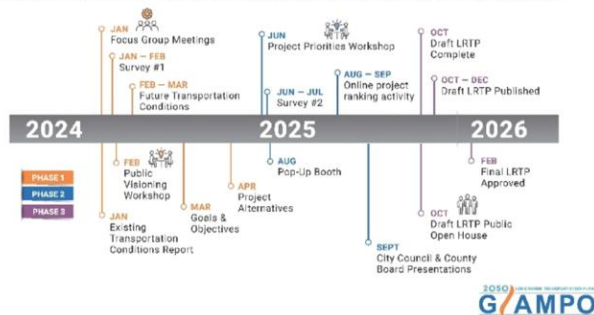 JAN
Focus Group Meetings
JAN – FEB
Survey #1
FEB – MAR
Future Transportation
Conditions
JUN
Project Priorities Workshop
JUN – JUL
Survey #2
AUG – SEP
Online project
ranking activity
OCT
Draft LRTP
Complete
OCT – DEC
Draft LRTP Published
2024
2025
2026
PHASE 1
PHASE 2
PHASE 3
FEB
Public
Visioning
Workshop
JAN
Existing
Transportation
Conditions Report
MAR
Goals &
Objectives
APR
Project
Alternatives
AUG
Pop-Up Booth
SEPT
City Council & County
Board Presentations
OCT
Draft LRTP Public
Open House
FEB
Final LRTP
Approved
2050
G/AMPO